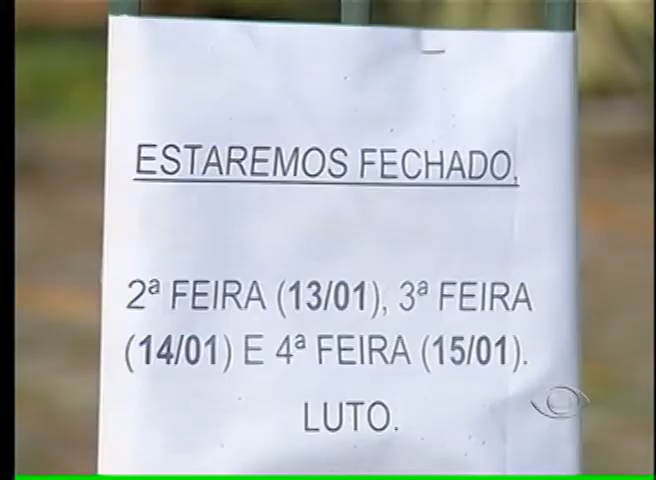 ESTAREMOS FECHADO,
2ª FEIRA (13/01), 3ª FEIRA
(14/01) E 4ª FEIRA (15/01).
LUTO.